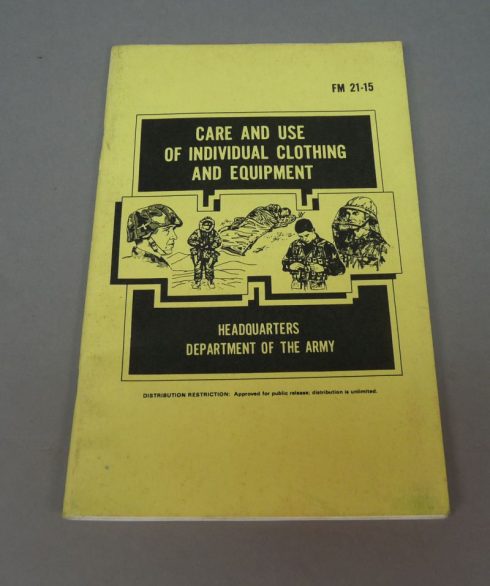 FM 21-15
CARE AND USE
OF INDIVIDUAL CLOTHING
AND EQUIPMENT
HEADQUARTERS
DEPARTMENT OF THE ARMY
DISTRIBUTION RESTRICTION: Approved for public release; distribution is unlimited.